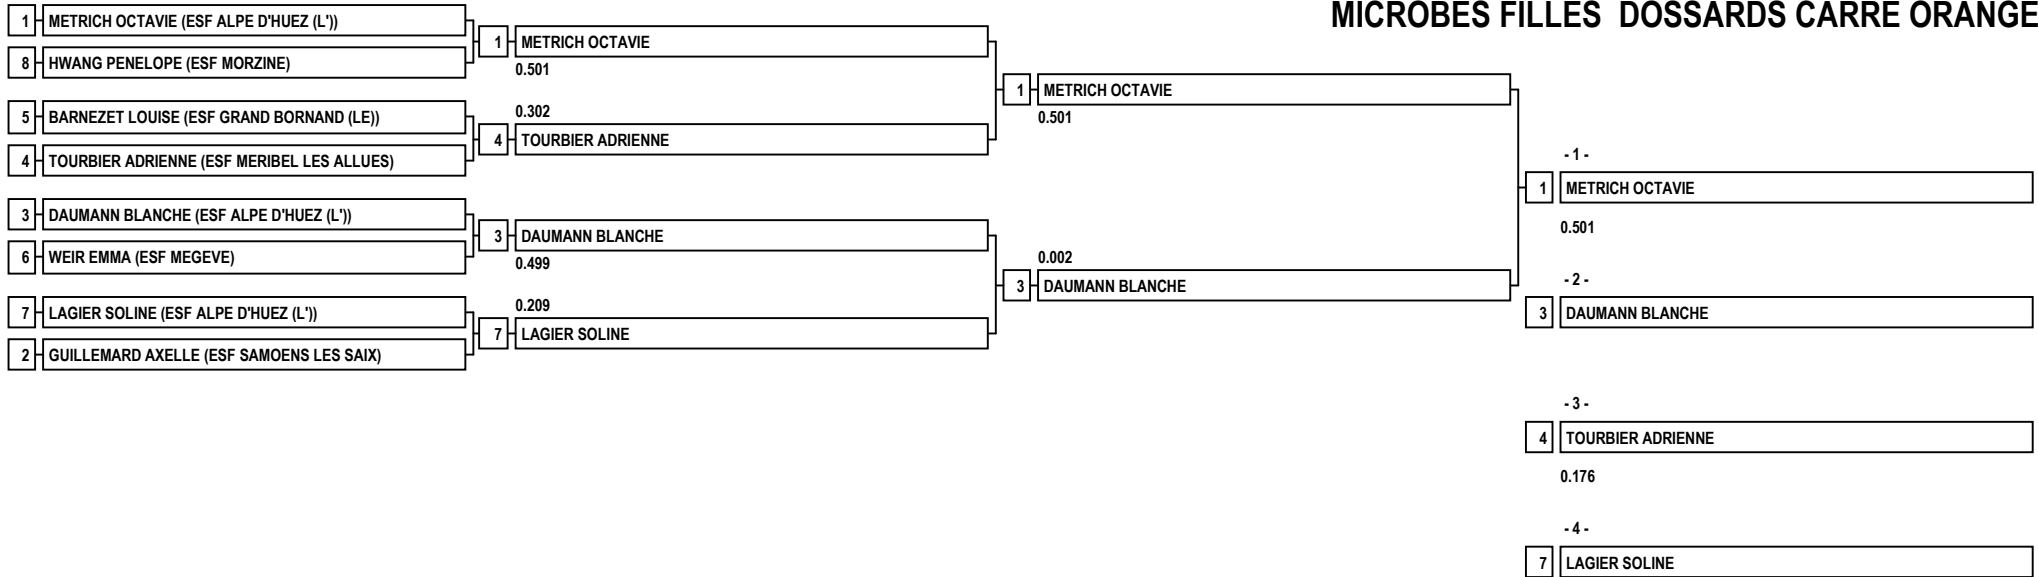 MICROBES FILLES DOSSARDS CARRE ORANGE
1 METRICH OCTAVIE (ESF ALPE D'HUEZ (L'))
8 HWANG PENELOPE (ESF MORZINE)
5 BARNEZET LOUISE (ESF GRAND BORNAND (LE))
4 TOURBIER ADRIENNE (ESF MERIBEL LES ALLUES)
3 DAUMANN BLANCHE (ESF ALPE D'HUEZ (L'))
6 WEIR EMMA (ESF MEGEVE)
7 LAGIER SOLINE (ESF ALPE D'HUEZ (L'))
2 GUILLEMARD AXELLE (ESF SAMOENS LES SAIX)
1 METRICH OCTAVIE
0.501
0.302
4 TOURBIER ADRIENNE
3 DAUMANN BLANCHE
0.499
0.209
7 LAGIER SOLINE
1 METRICH OCTAVIE
0.501
0.002
3 DAUMANN BLANCHE
- 1 -
1 METRICH OCTAVIE
0.501
- 2 -
3 DAUMANN BLANCHE
- 3 -
4 TOURBIER ADRIENNE
0.176
- 4 -
7 LAGIER SOLINE